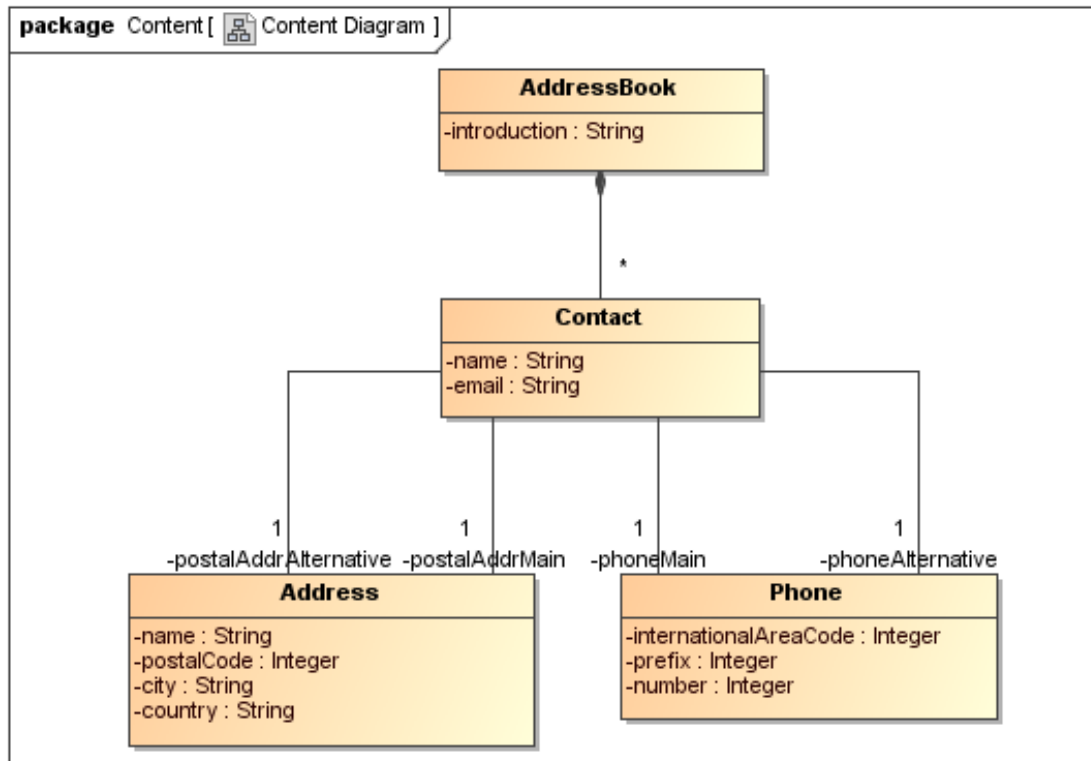 package Content [ Content Diagram ]
AddressBook
-introduction : String
*
Contact
-name : String
-email : String
1
-postalAddrAlternative
1
-postalAddrMain
1
-phoneMain
1
-phoneAlternative
Address
-name : String
-postalCode : Integer
-city : String
-country : String
Phone
-internationalAreaCode : Integer
-prefix : Integer
-number : Integer